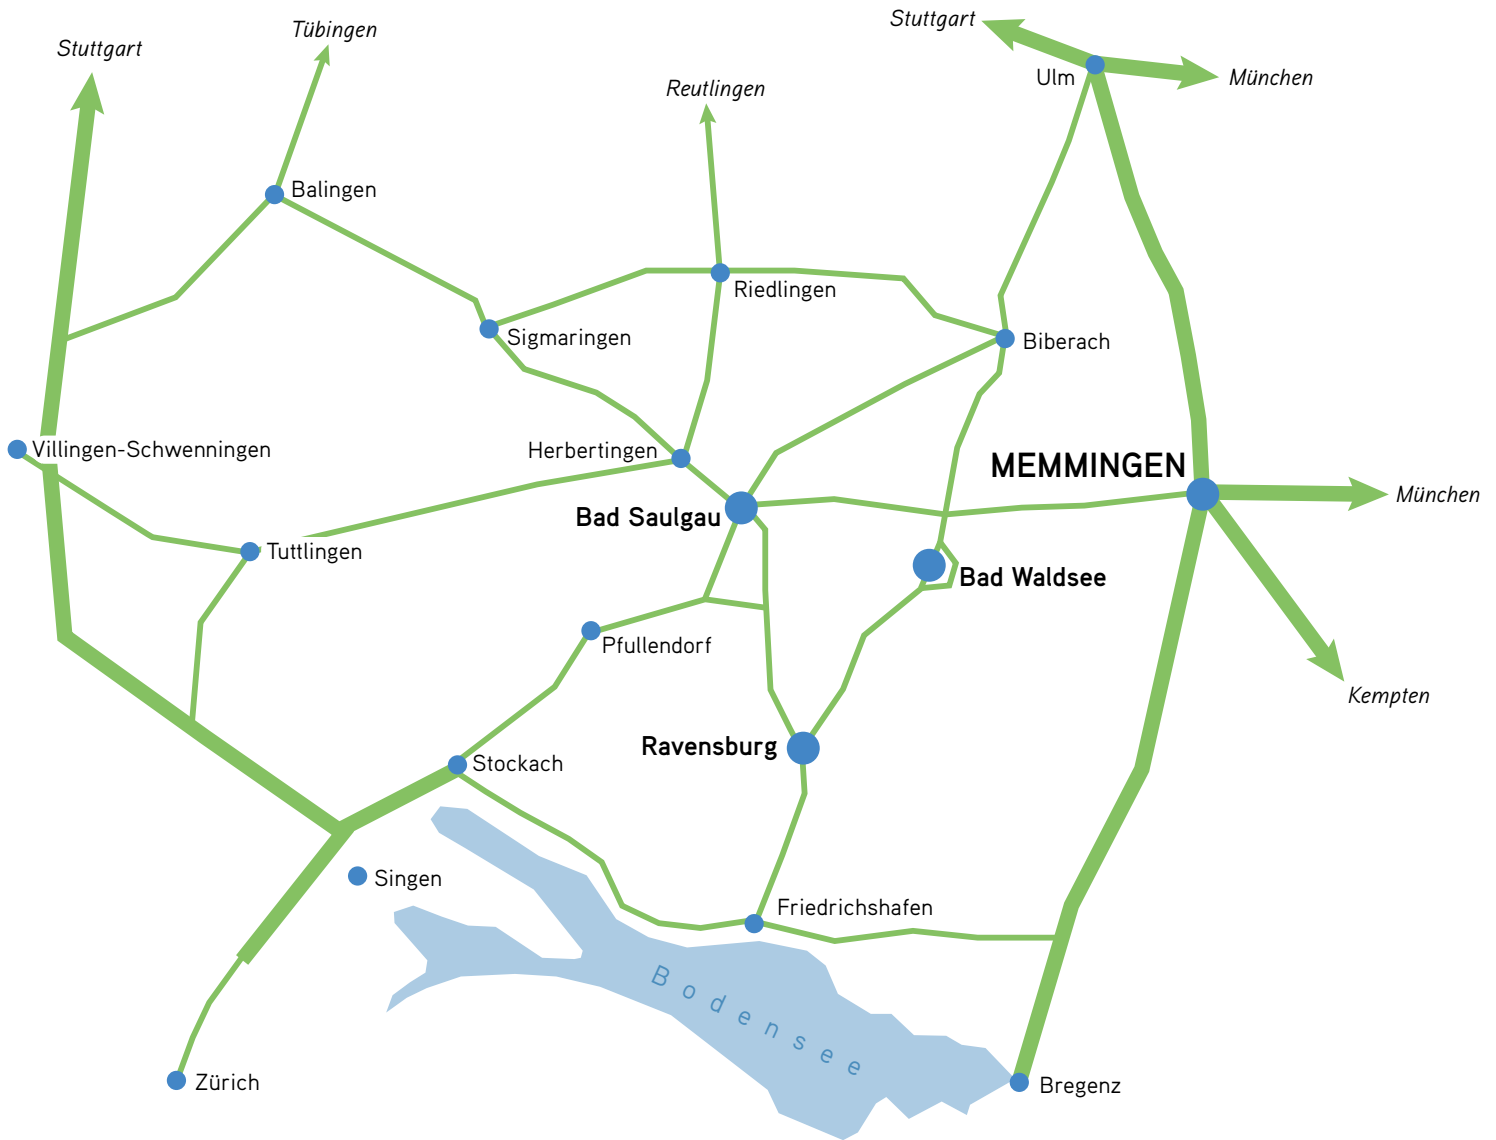 Stuttgart
Tübingen
Stuttgart
Ulm
München
Reutlingen
Balingen
Riedlingen
Sigmaringen
Biberach
Villingen-Schwenningen
Herbertingen
MEMMINGEN
München
Bad Saulgau
Tuttlingen
Bad Waldsee
Pfullendorf
Kempten
Ravensburg
Stockach
Singen
Friedrichshafen
Bodensee
Zürich
Bregenz